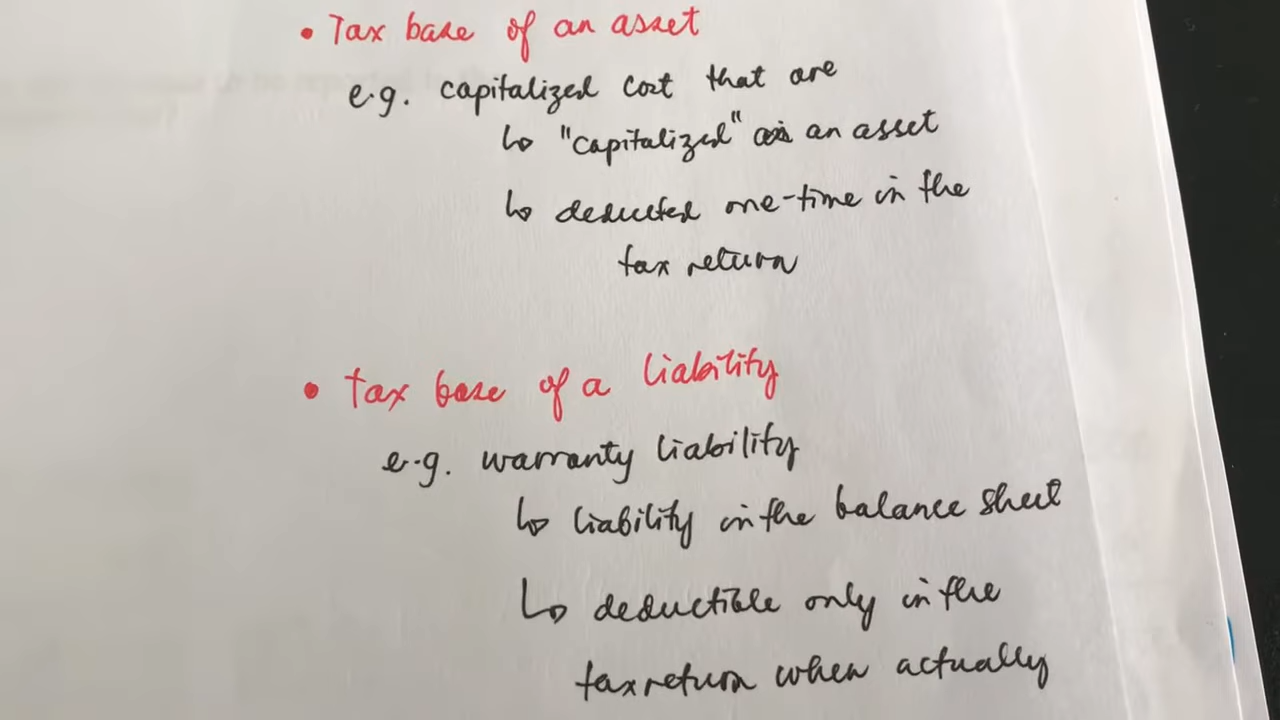 • Tax base of an asset
e.g. capitalized cost that are
↳ "capitalized" as an asset
↳ deducted one-time in the
tax return
• tax base of a liability
e.g. warranty liability
↳ liability in the balance sheet
↳ deductible only in the
tax return when actually